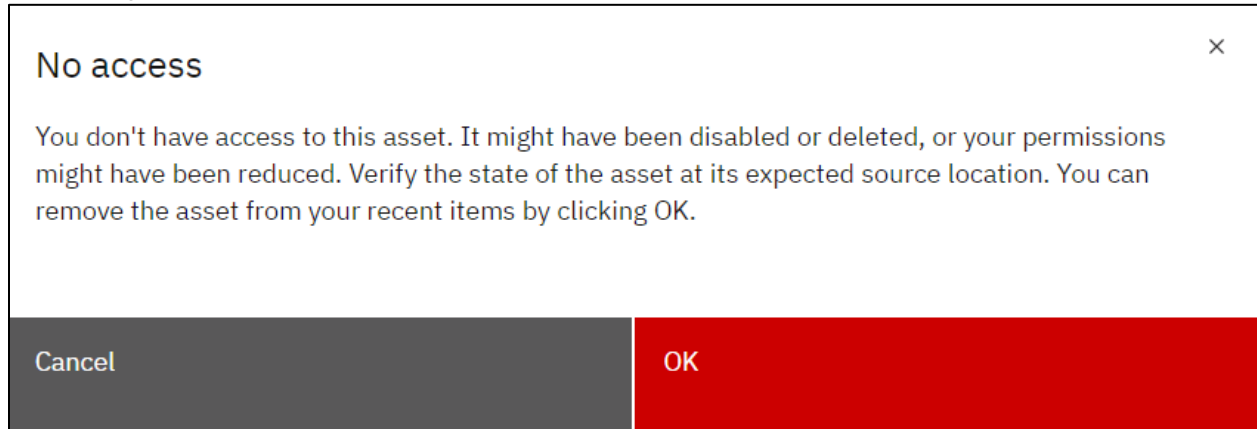 No access
You don't have access to this asset. It might have been disabled or deleted, or your permissions
might have been reduced. Verify the state of the asset at its expected source location. You can
remove the asset from your recent items by clicking OK.
Cancel
OK